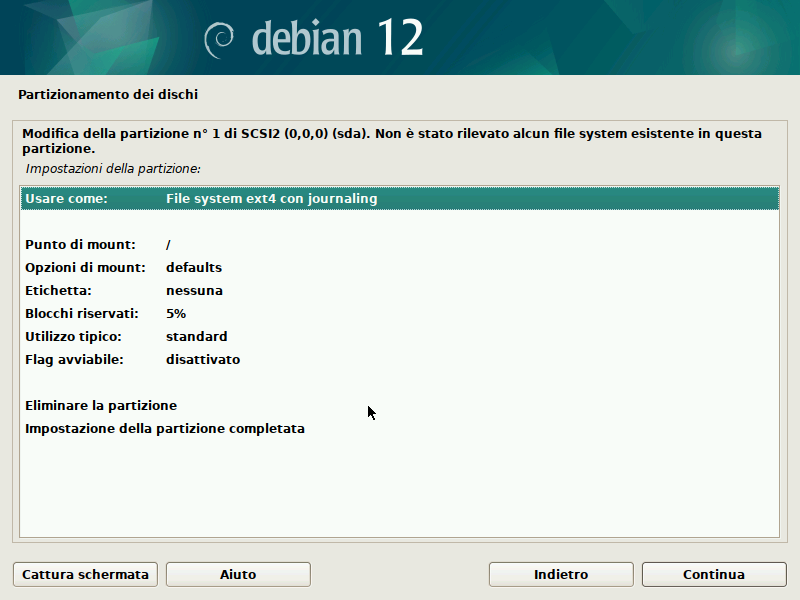 debian 12
Partizionamento dei dischi
Modifica della partizione n° 1 di SCSI2 (0,0,0) (sda). Non è stato rilevato alcun file system esistente in questa
partizione.
Impostazioni della partizione:
Usare come: File system ext4 con journaling
Punto di mount: /
Opzioni di mount: defaults
Etichetta: nessuna
Blocchi riservati: 5%
Utilizzo tipico: standard
Flag avviabile: disattivato
Eliminare la partizione
Impostazione della partizione completata
Cattura schermata Aiuto Indietro Continua